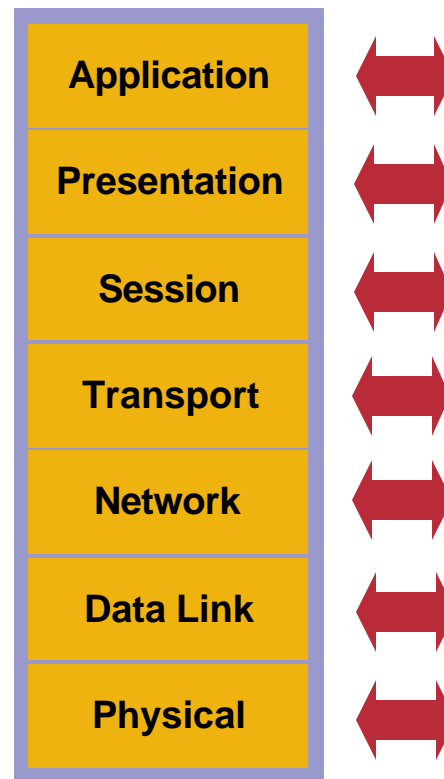 Application
Presentation
Session
Transport
Network
Data Link
Physical